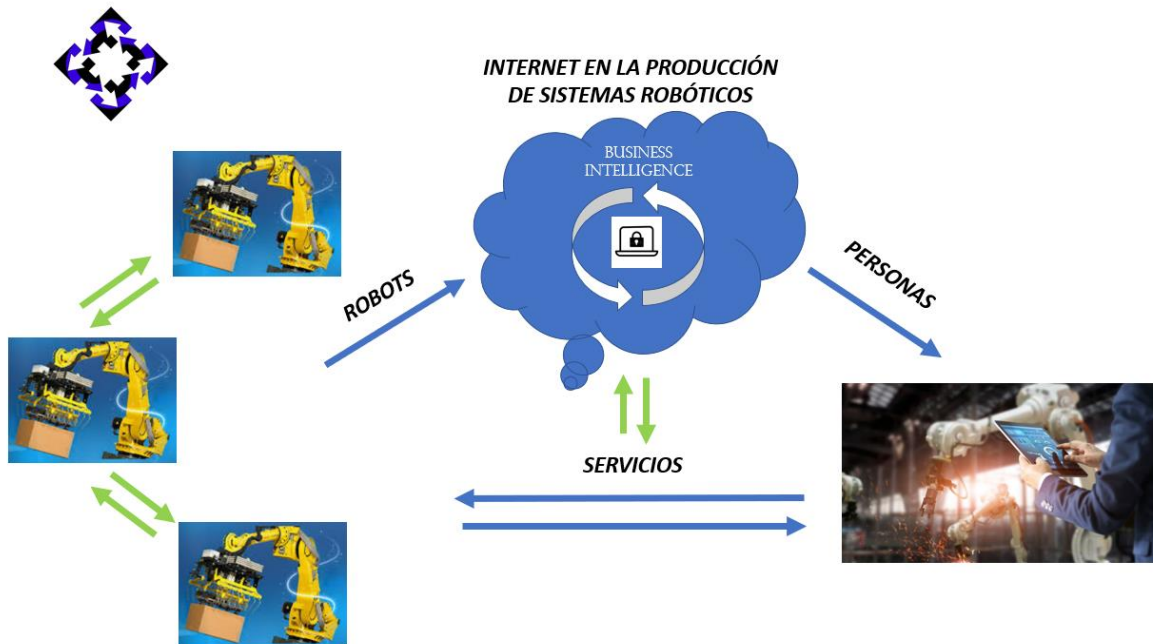 INTERNET EN LA PRODUCCIÓN
DE SISTEMAS ROBÓTICOS
BUSINESS
INTELLIGENCE
ROBOTS
PERSONAS
SERVICIOS